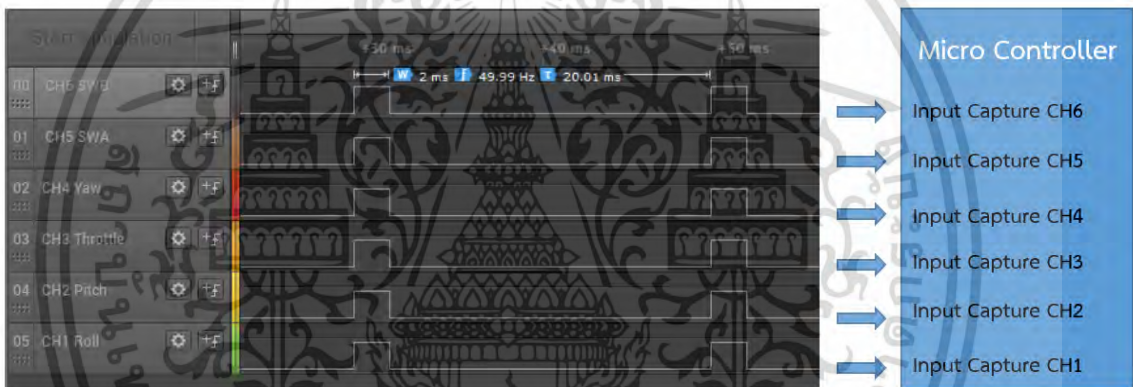 Start Simulation
+30 ms
+40 ms
+50 ms
W 2 ms f 49.99 Hz T 20.01 ms
00 CH6 SWD
01 CH5 SWA
02 CH4 Yaw
03 CH3 Throttle
04 CH2 Pitch
05 CH1 Roll
Micro Controller
Input Capture CH6
Input Capture CH5
Input Capture CH4
Input Capture CH3
Input Capture CH2
Input Capture CH1